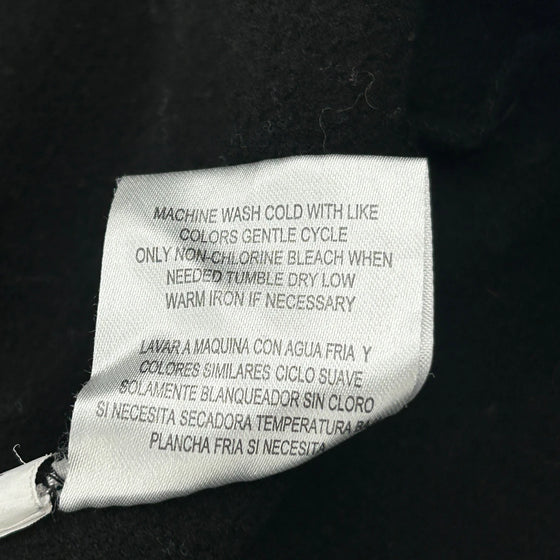 MACHINE WASH COLD WITH LIKE
COLORS GENTLE CYCLE
ONLY NON-CHLORINE BLEACH WHEN
NEEDED TUMBLE DRY LOW
WARM IRON IF NECESSARY
LAVAR A MAQUINA CON AGUA FRIA Y
COLORES SIMILARES CICLO SUAVE
SOLAMENTE BLANQUEADOR SIN CLORO
SI NECESITA SECADORA TEMPERATURA
PLANCHA FRIA SI NECESITA